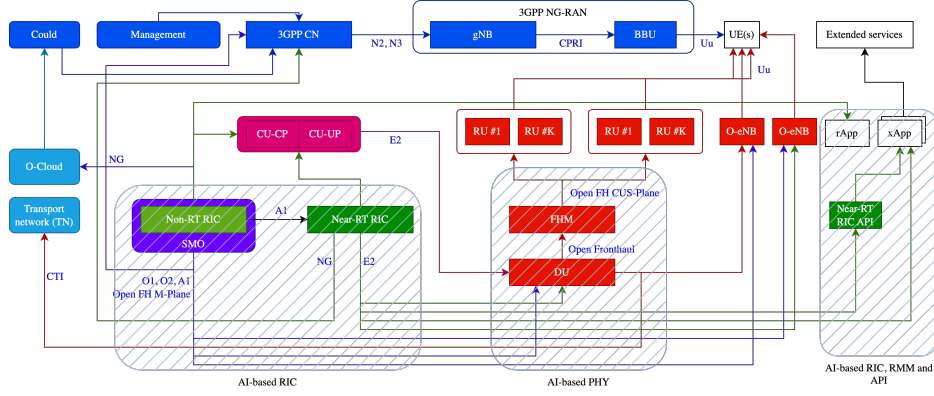 3GPP NG-RAN
Could
Management
3GPP CN
N2, N3
gNB
CPRI
BBU
Uu
UE(s)
Extended services
Uu
CU-CP
CU-UP
E2
RU #1
RU #K
RU #1
RU #K
O-eNB
O-eNB
rApp
xApp
O-Cloud
NG
Open FH CUS-Plane
Transport
network (TN)
Non-RT RIC
SMO
A1
Near-RT RIC
FHM
Near-RT
RIC API
Open Fronthaul
CTI
NG
E2
DU
O1, O2, A1
Open FH M-Plane
AI-based RIC
AI-based PHY
AI-based RIC, RMM and
API